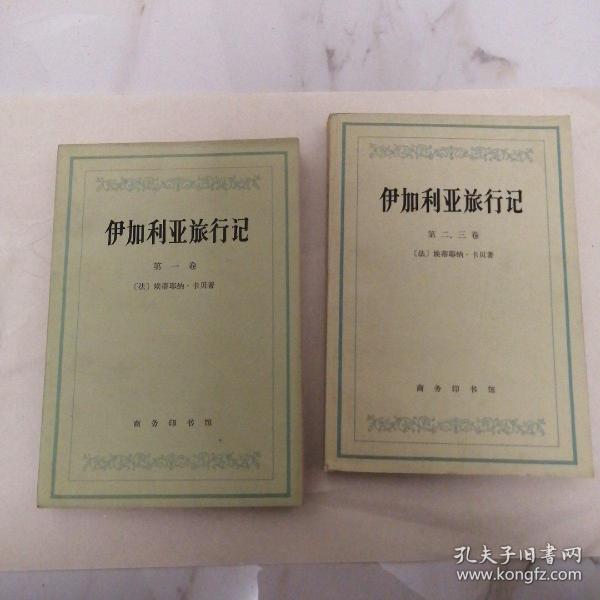 伊加利亚旅行记
第一卷
〔法〕埃蒂耶纳·卡贝著
商务印书馆
伊加利亚旅行记
第二、三卷
〔法〕埃蒂耶纳·卡贝著
商务印书馆
孔夫子旧书网
www.kongfz.com